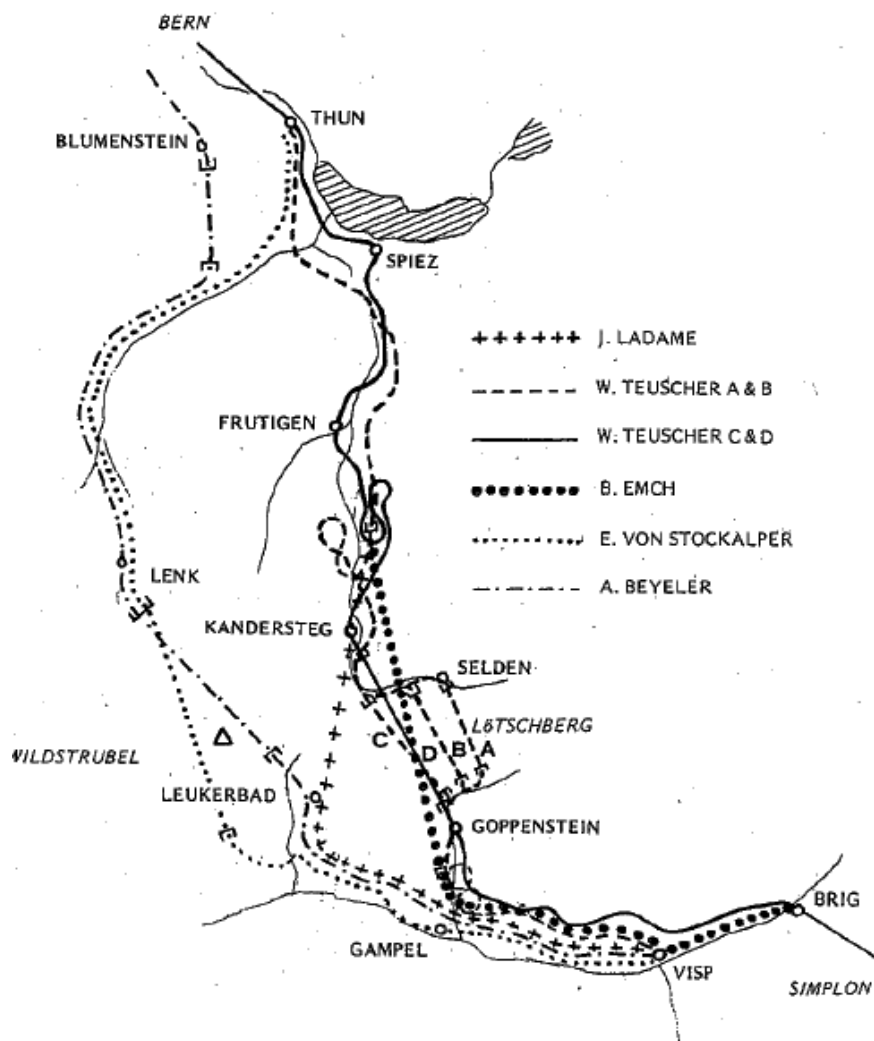 BERN
THUN
BLUMENSTEIN
SPIEZ
+++++++ J. LADAME
W. TEUSCHER A & B
FRUTIGEN
W. TEUSCHER C & D
B. EMCH
E. VON STOCKALPER
LENK
A. BEYELER
KANDERSTEG
SELDEN
LÖTSCHBERG
C
D
B
A
WILDSTRUBEL
LEUKERBAD
GOPPENSTEIN
BRIG
GAMPEL
VISP
SIMPLON